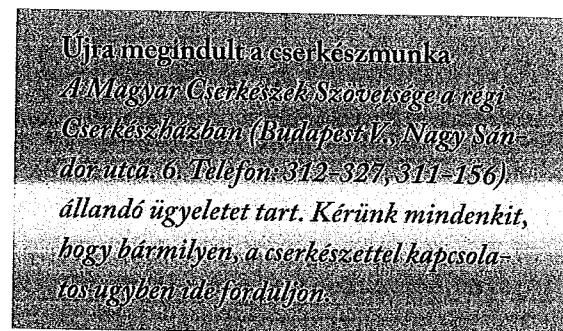 Ujra megindult a cserkészmunka
A Magyar Cserkészek Szövetsége a régi
Cserkészházban (Budapest V., Nagy Sán-
dor utca. 6. Telefon: 312-327, 311-156)
állandó ügyeletet tart. Kérünk mindenkit,
hogy bármilyen, a cserkészettel kapcsola-
tos ügyben ide forduljon.